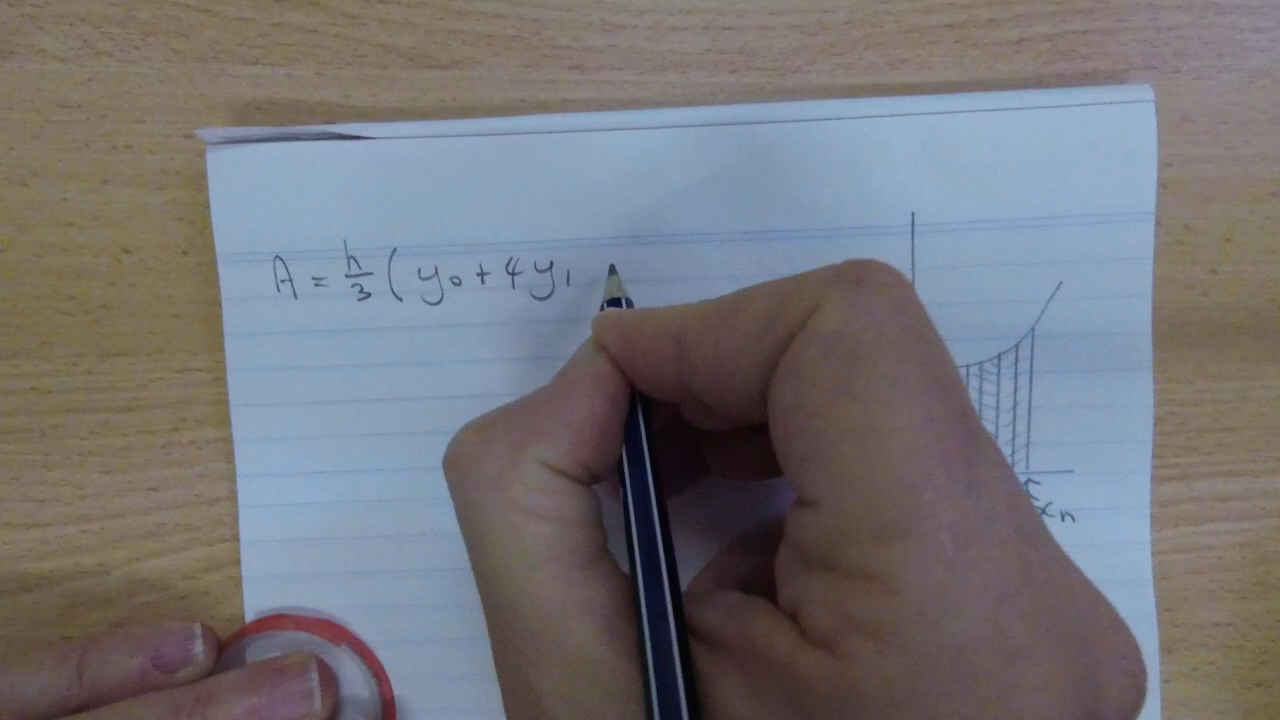 A = h/3 ( y₀ + 4y₁
xₙ